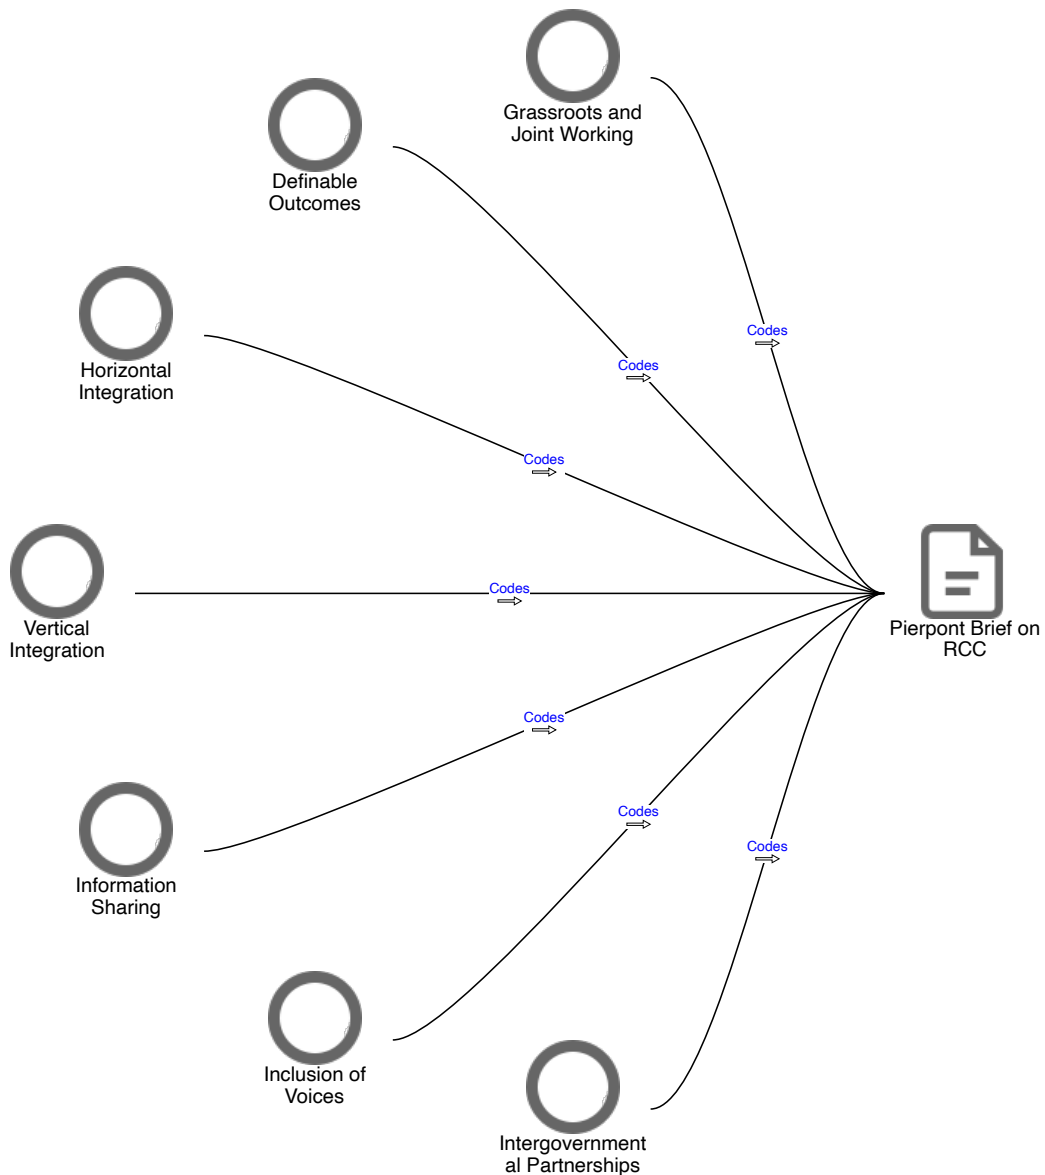 Grassroots and
Joint Working
Definable
Outcomes
Horizontal
Integration
Codes
Codes
Codes
Vertical
Integration
Codes
Pierpont Brief on
RCC
Codes
Information
Sharing
Codes
Codes
Inclusion of
Voices
Intergovernment
al Partnerships